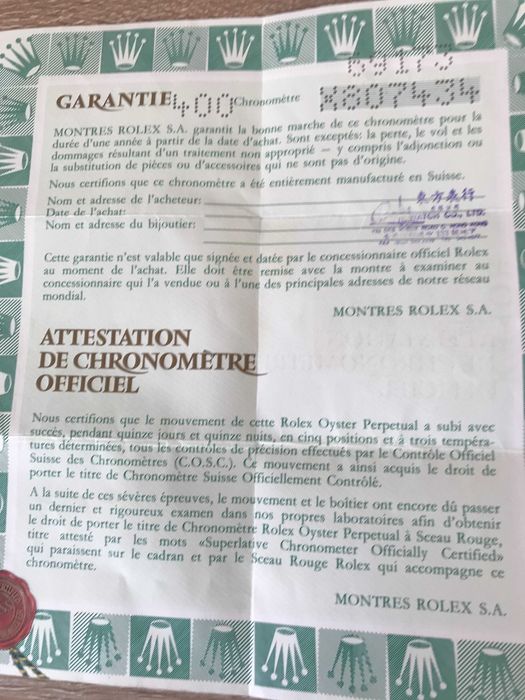 69173
GARANTIE 400 Chronomètre X807434
MONTRES ROLEX S.A. garantit la bonne marche de ce chronomètre pour la
durée d'une année à partir de la date d'achat. Sont exceptés: la perte, le vol et les
dommages résultant d'un traitement non approprié – y compris l'adjonction ou
la substitution de pièces ou d'accessoires qui ne sont pas d'origine.
Nous certifions que ce chronomètre a été entièrement manufacturé en Suisse.
Nom et adresse de l'acheteur:
Date de l'achat:
Nom et adresse du bijoutier:
東方表行
WATCH CO., LTD.
Cette garantie n'est valable que signée et datée par le concessionnaire officiel Rolex
au moment de l'achat. Elle doit être remise avec la montre à examiner au
concessionnaire qui l'a vendue ou à l'une des principales adresses de notre réseau
mondial.
MONTRES ROLEX S.A.
ATTESTATION
DE CHRONOMÈTRE
OFFICIEL
Nous certifions que le mouvement de cette Rolex Oyster Perpetual a subi avec
succès, pendant quinze jours et quinze nuits, en cinq positions et à trois tempéra-
tures déterminées, tous les contrôles de précision effectués par le Contrôle Officiel
Suisse des Chronomètres (C.O.S.C.). Ce mouvement a ainsi acquis le droit de
porter le titre de Chronomètre Suisse Officiellement Contrôlé.
A la suite de ces sévères épreuves, le mouvement et le boîtier ont encore dû passer
un dernier et rigoureux examen dans nos propres laboratoires afin d'obtenir
le droit de porter le titre de Chronomètre Rolex Oyster Perpetual à Sceau Rouge,
titre attesté par les mots «Superlative Chronometer Officially Certified»
qui paraissent sur le cadran et par le Sceau Rouge Rolex qui accompagne ce
chronomètre.
MONTRES ROLEX S.A.